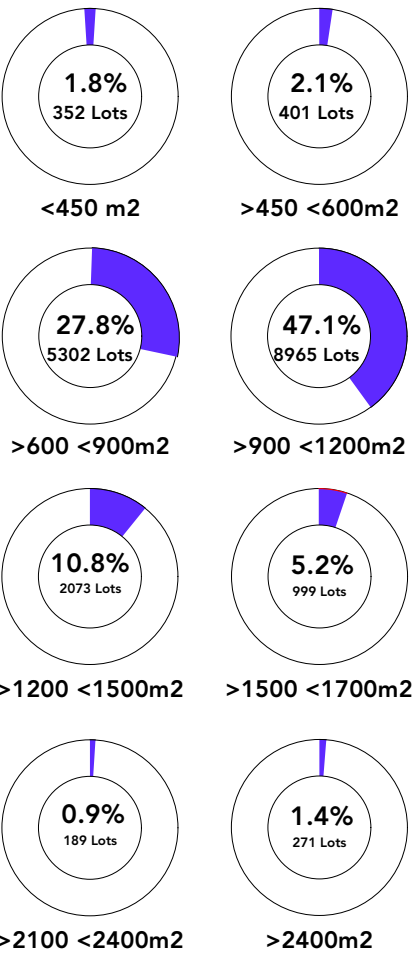 1.8%
352 Lots
<450 m2
2.1%
401 Lots
>450 <600m2
27.8%
5302 Lots
>600 <900m2
47.1%
8965 Lots
>900 <1200m2
10.8%
2073 Lots
>1200 <1500m2
5.2%
999 Lots
>1500 <1700m2
0.9%
189 Lots
>2100 <2400m2
1.4%
271 Lots
>2400m2